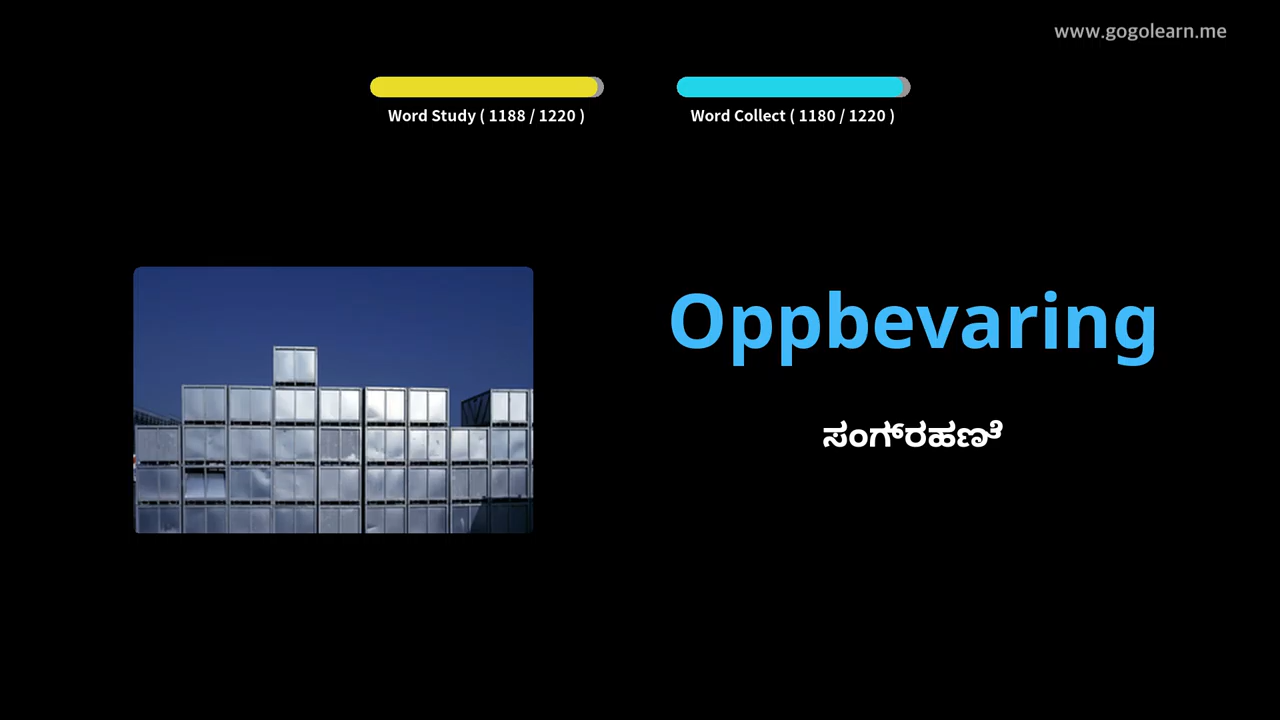 www.gogolearn.me
Word Study ( 1188 / 1220 )
Word Collect ( 1180 / 1220 )
Oppbevaring
ಸಂಗ್ರಹಣೆ